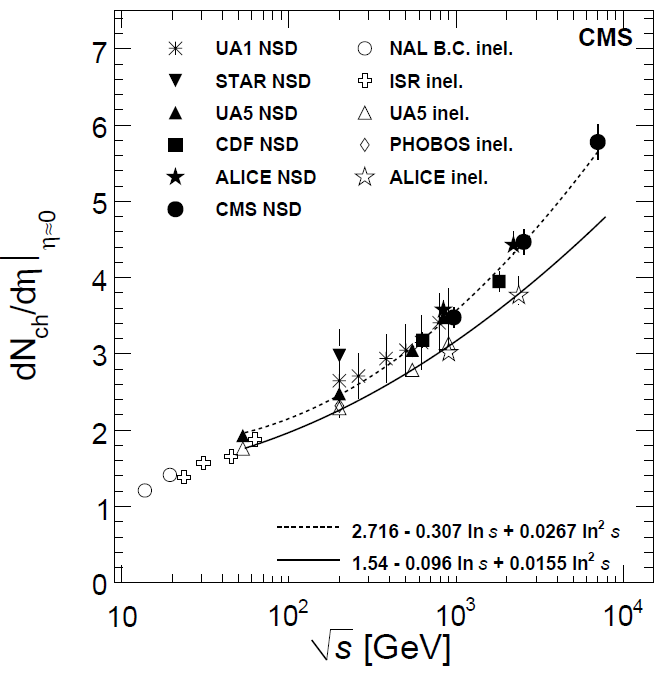 CMS
7
6
5
4
3
2
1
0
dN_ch/dη|_η≈0
UA1 NSD
STAR NSD
UA5 NSD
CDF NSD
ALICE NSD
CMS NSD
NAL B.C. inel.
ISR inel.
UA5 inel.
PHOBOS inel.
ALICE inel.
2.716 - 0.307 ln s + 0.0267 ln² s
1.54 - 0.096 ln s + 0.0155 ln² s
10 10² 10³ 10⁴
√s [GeV]